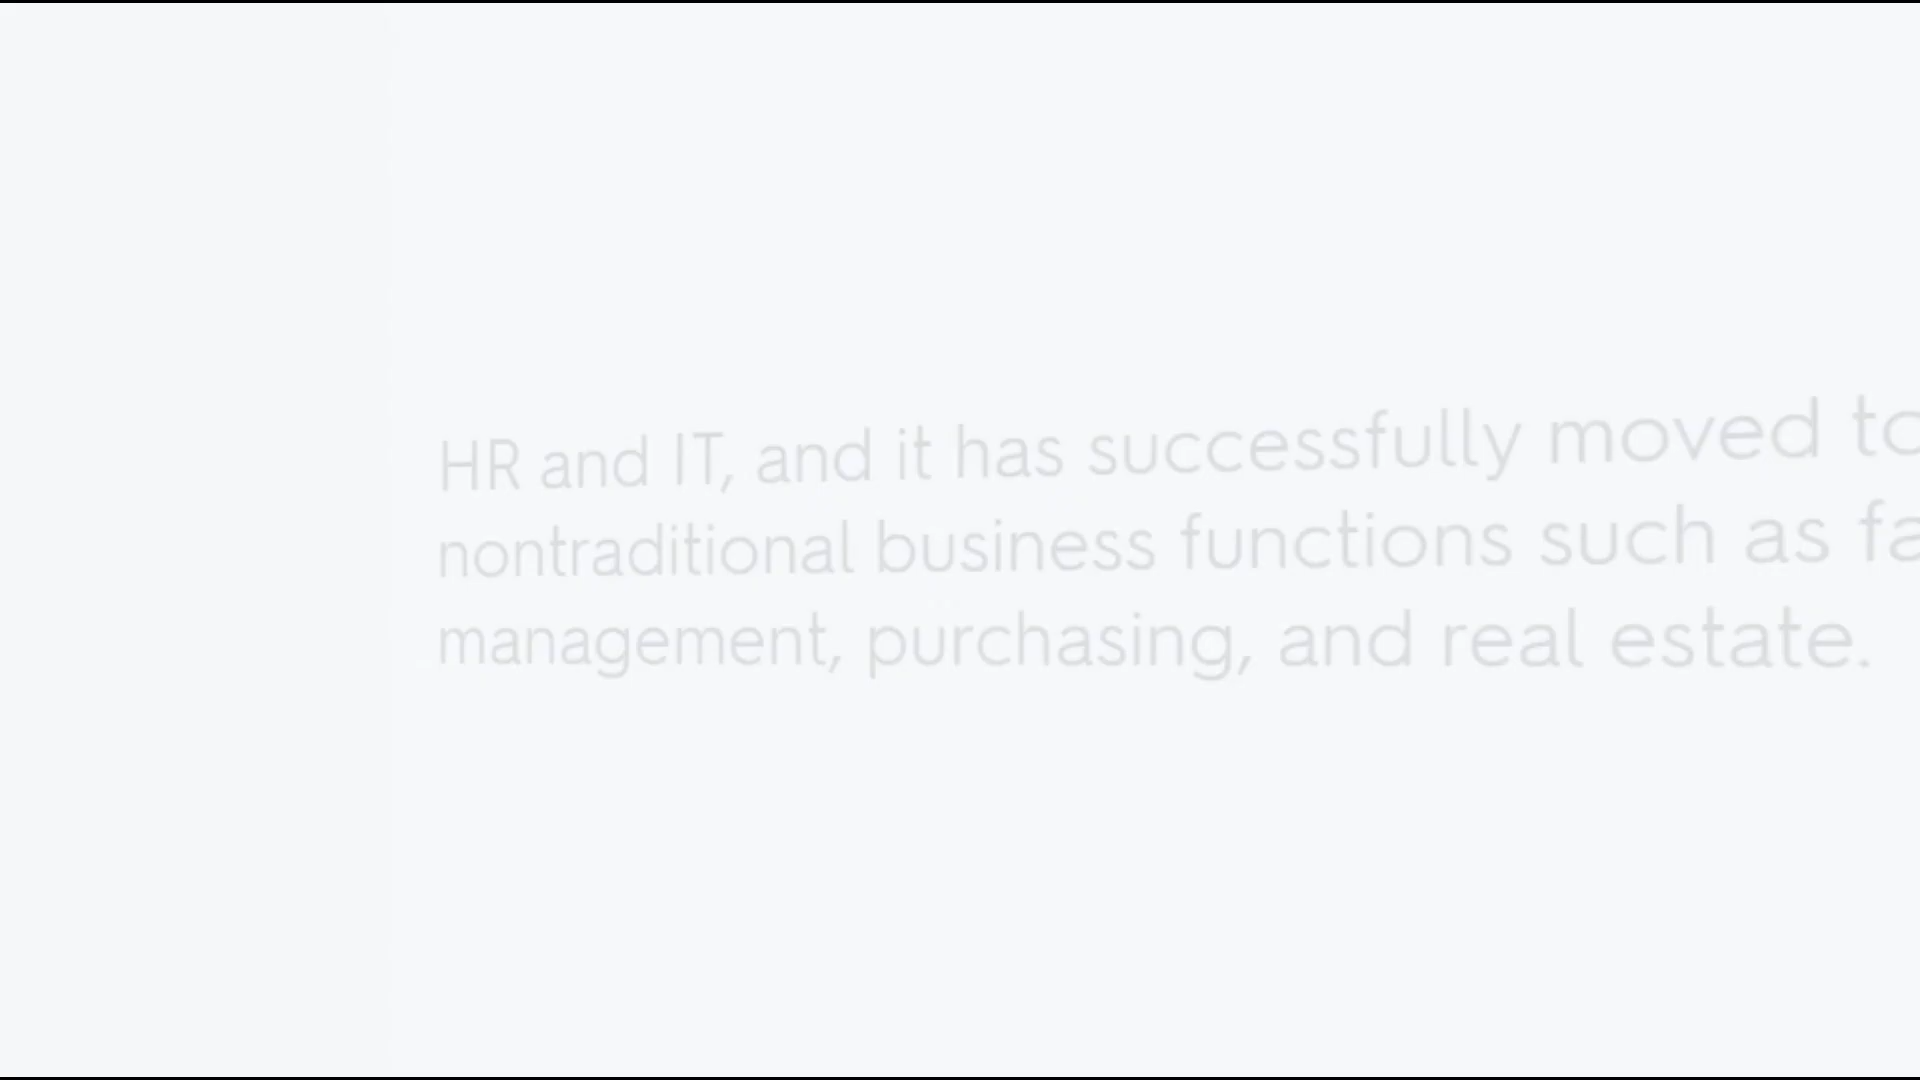 HR and IT, and it has successfully moved to
nontraditional business functions such as fa
management, purchasing, and real estate.